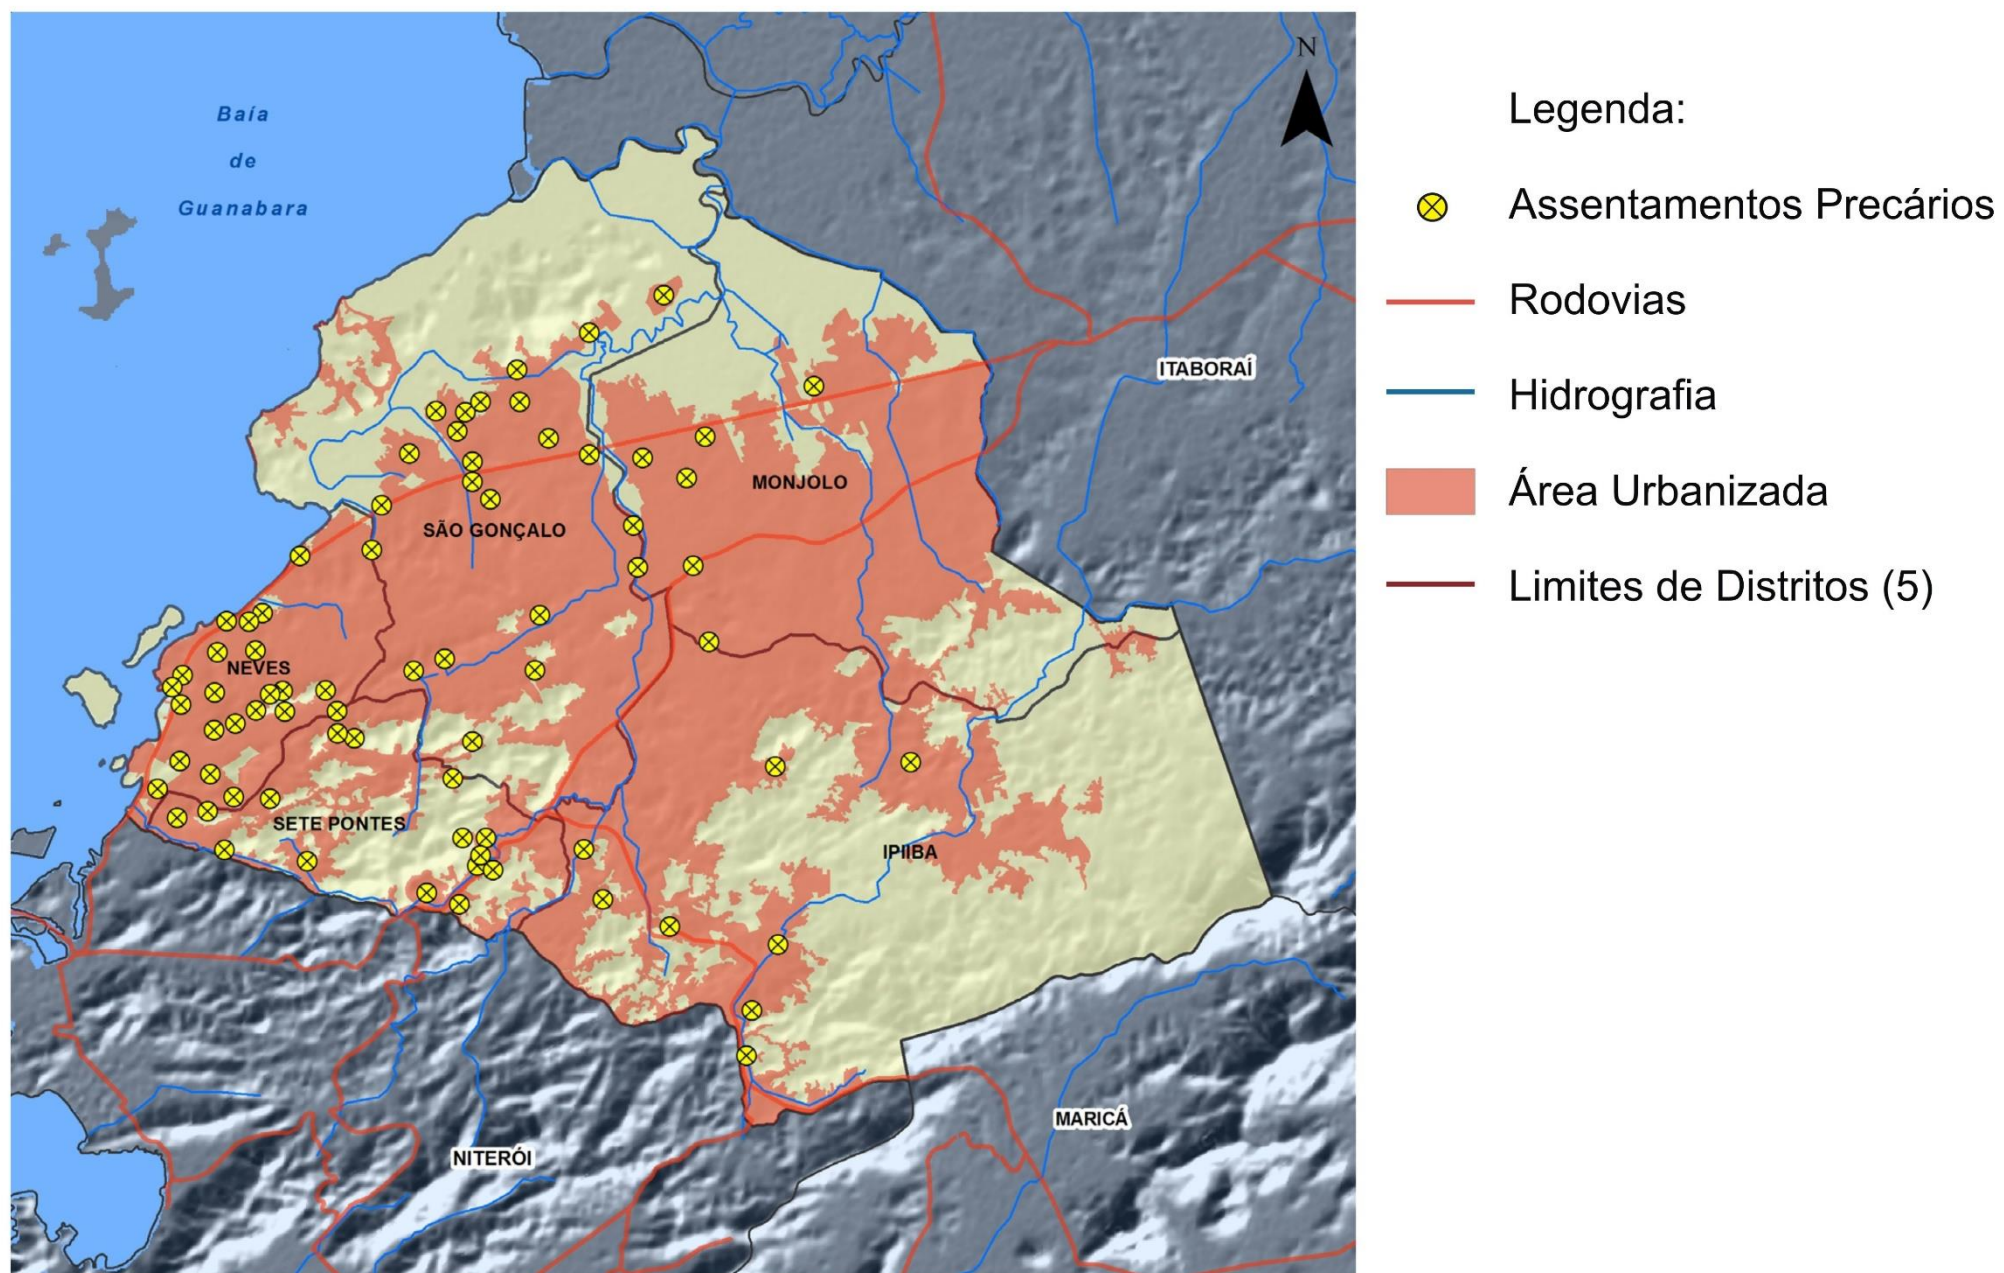 Baía
de
Guanabara
N
ITABORAÍ
MONJOLO
SÃO GONÇALO
NEVES
SETE PONTES
IPIIBA
MARICÁ
NITERÓI
Legenda:
Assentamentos Precários
Rodovias
Hidrografia
Área Urbanizada
Limites de Distritos (5)